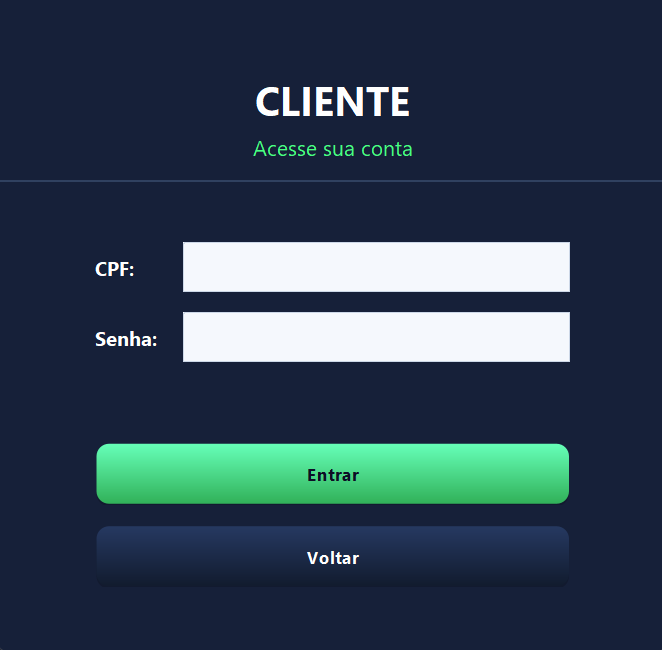 CLIENTE
Acesse sua conta
CPF:
Senha:
Entrar
Voltar